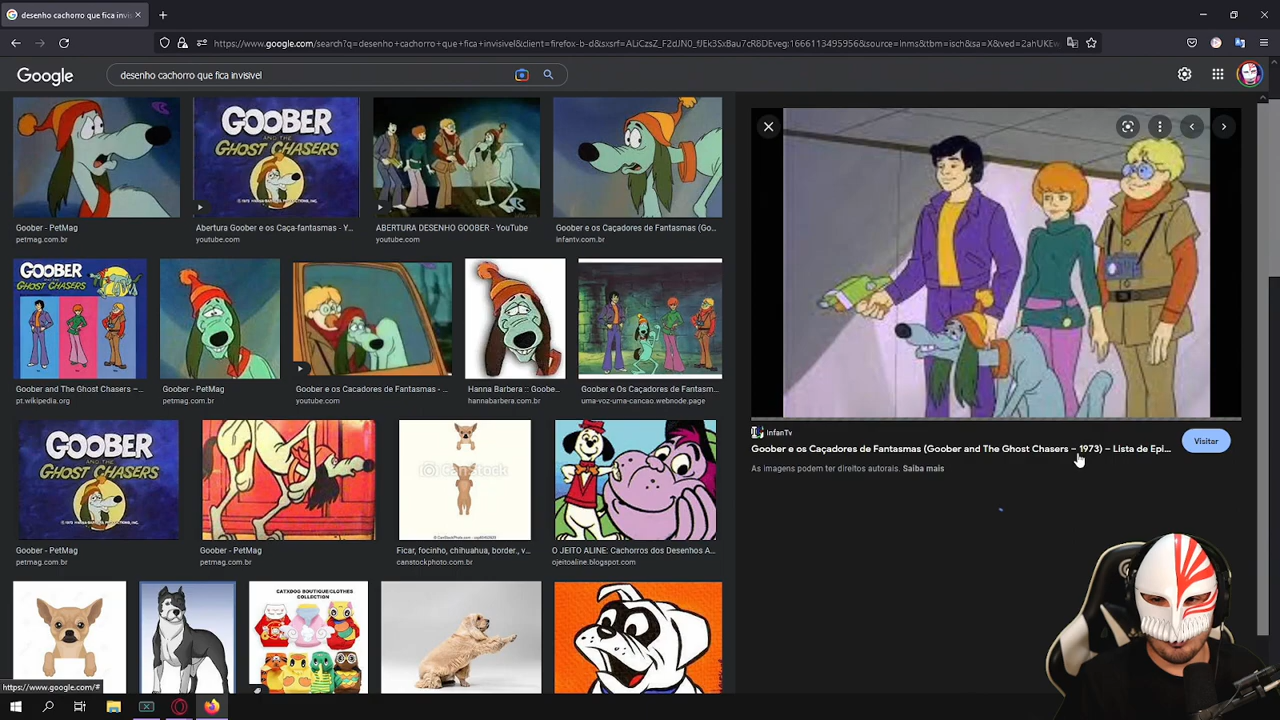 desenho cachorro que fica invisi
https://www.google.com/search?q=desenho+cachorro+que+fica+invisivel&client=firefox-b-d&sxsrf=ALiCzsZ_F2dJN0_fJEk3SxBau7cR8DEveg:1666113495956&source=lnms&tbm=isch&sa=X&ved=2ahUKEw
Google
desenho cachorro que fica invisivel
GOOBER
AND THE
GHOST CHASERS
Goober - PetMag
petmag.com.br
Abertura Goober e os Caça-fantasmas - Y...
youtube.com
ABERTURA DESENHO GOOBER - YouTube
youtube.com
Goober e os Caçadores de Fantasmas (Go...
infantv.com.br
GOOBER
AND THE
GHOST CHASERS
Goober and The Ghost Chasers –...
pt.wikipedia.org
Goober - PetMag
petmag.com.br
Goober e os Cacadores de Fantasmas - ...
youtube.com
Hanna Barbera :: Goobe...
hannabarbera.com.br
Goober e Os Caçadores de Fantasm...
uma-voz-uma-cancao.webnode.page
InfanTv
Goober e os Caçadores de Fantasmas (Goober and The Ghost Chasers – 1973) – Lista de Epi...
Visitar
As imagens podem ter direitos autorais. Saiba mais
GOOBER
AND THE
GHOST CHASERS
CanStock
Goober - PetMag
petmag.com.br
Goober - PetMag
petmag.com.br
Ficar, focinho, chihuahua, border., v...
canstockphoto.com.br
O JEITO ALINE: Cachorros dos Desenhos A...
ojeitoaline.blogspot.com
CATXDOG BOUTIQUE/CLOTHES
COLLECTION
https://www.google.com/#